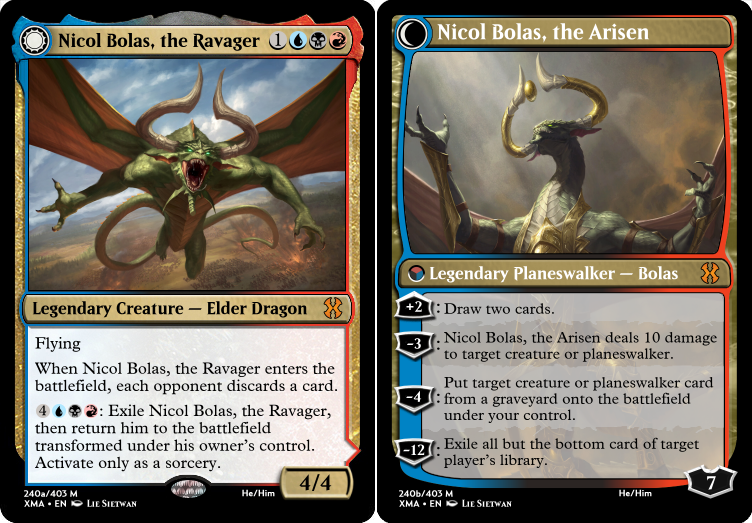 Nicol Bolas, the Ravager 1
Flying
When Nicol Bolas, the Ravager enters the
battlefield, each opponent discards a card.
4 : Exile Nicol Bolas, the Ravager,
then return him to the battlefield
transformed under his owner's control.
Activate only as a sorcery.
Legendary Creature — Elder Dragon
4/4
240a/403 M
XMA • EN Lie Setiawan
He/Him
Nicol Bolas, the Arisen
Legendary Planeswalker — Bolas
+2 : Draw two cards.
-3 : Nicol Bolas, the Arisen deals 10 damage
to target creature or planeswalker.
-4 : Put target creature or planeswalker card
from a graveyard onto the battlefield
under your control.
-12 : Exile all but the bottom card of target
player's library.
7
240b/403 M
XMA • EN Lie Setiawan
He/Him